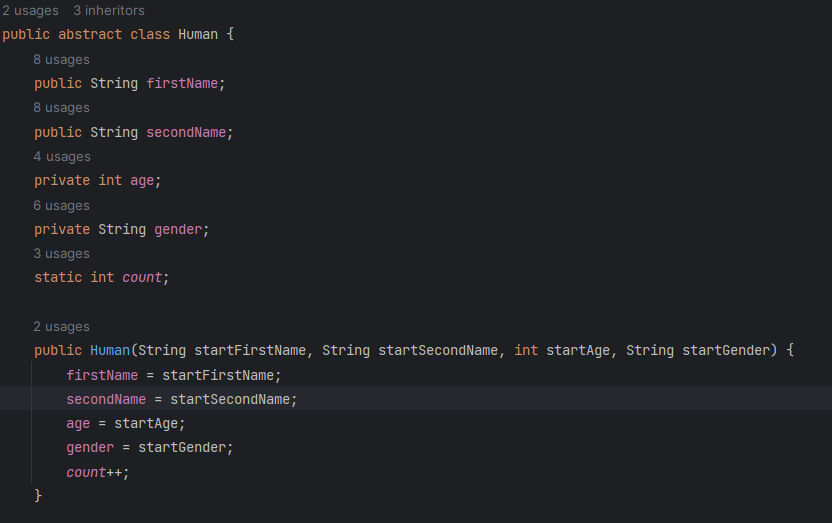 2 usages   3 inheritors
public abstract class Human {
    8 usages
    public String firstName;
    8 usages
    public String secondName;
    4 usages
    private int age;
    6 usages
    private String gender;
    3 usages
    static int count;

    2 usages
    public Human(String startFirstName, String startSecondName, int startAge, String startGender) {
        firstName = startFirstName;
        secondName = startSecondName;
        age = startAge;
        gender = startGender;
        count++;
    }